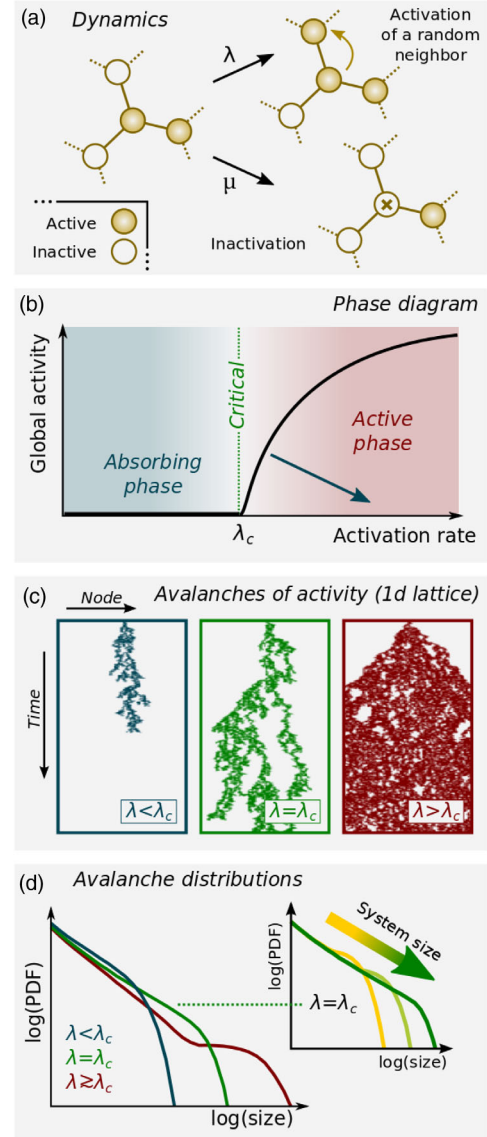 (a) Dynamics
Activation
of a random
neighbor
λ
μ
Active
Inactive
Inactivation
(b)
Phase diagram
Global activity
Critical
Absorbing
phase
Active
phase
λc
Activation rate
(c)
Node
Avalanches of activity (1d lattice)
Time
λ<λc
λ=λc
λ>λc
(d) Avalanche distributions
log(PDF)
λ<λc
λ=λc
λ≳λc
log(size)
System size
log(PDF)
λ=λc
log(size)